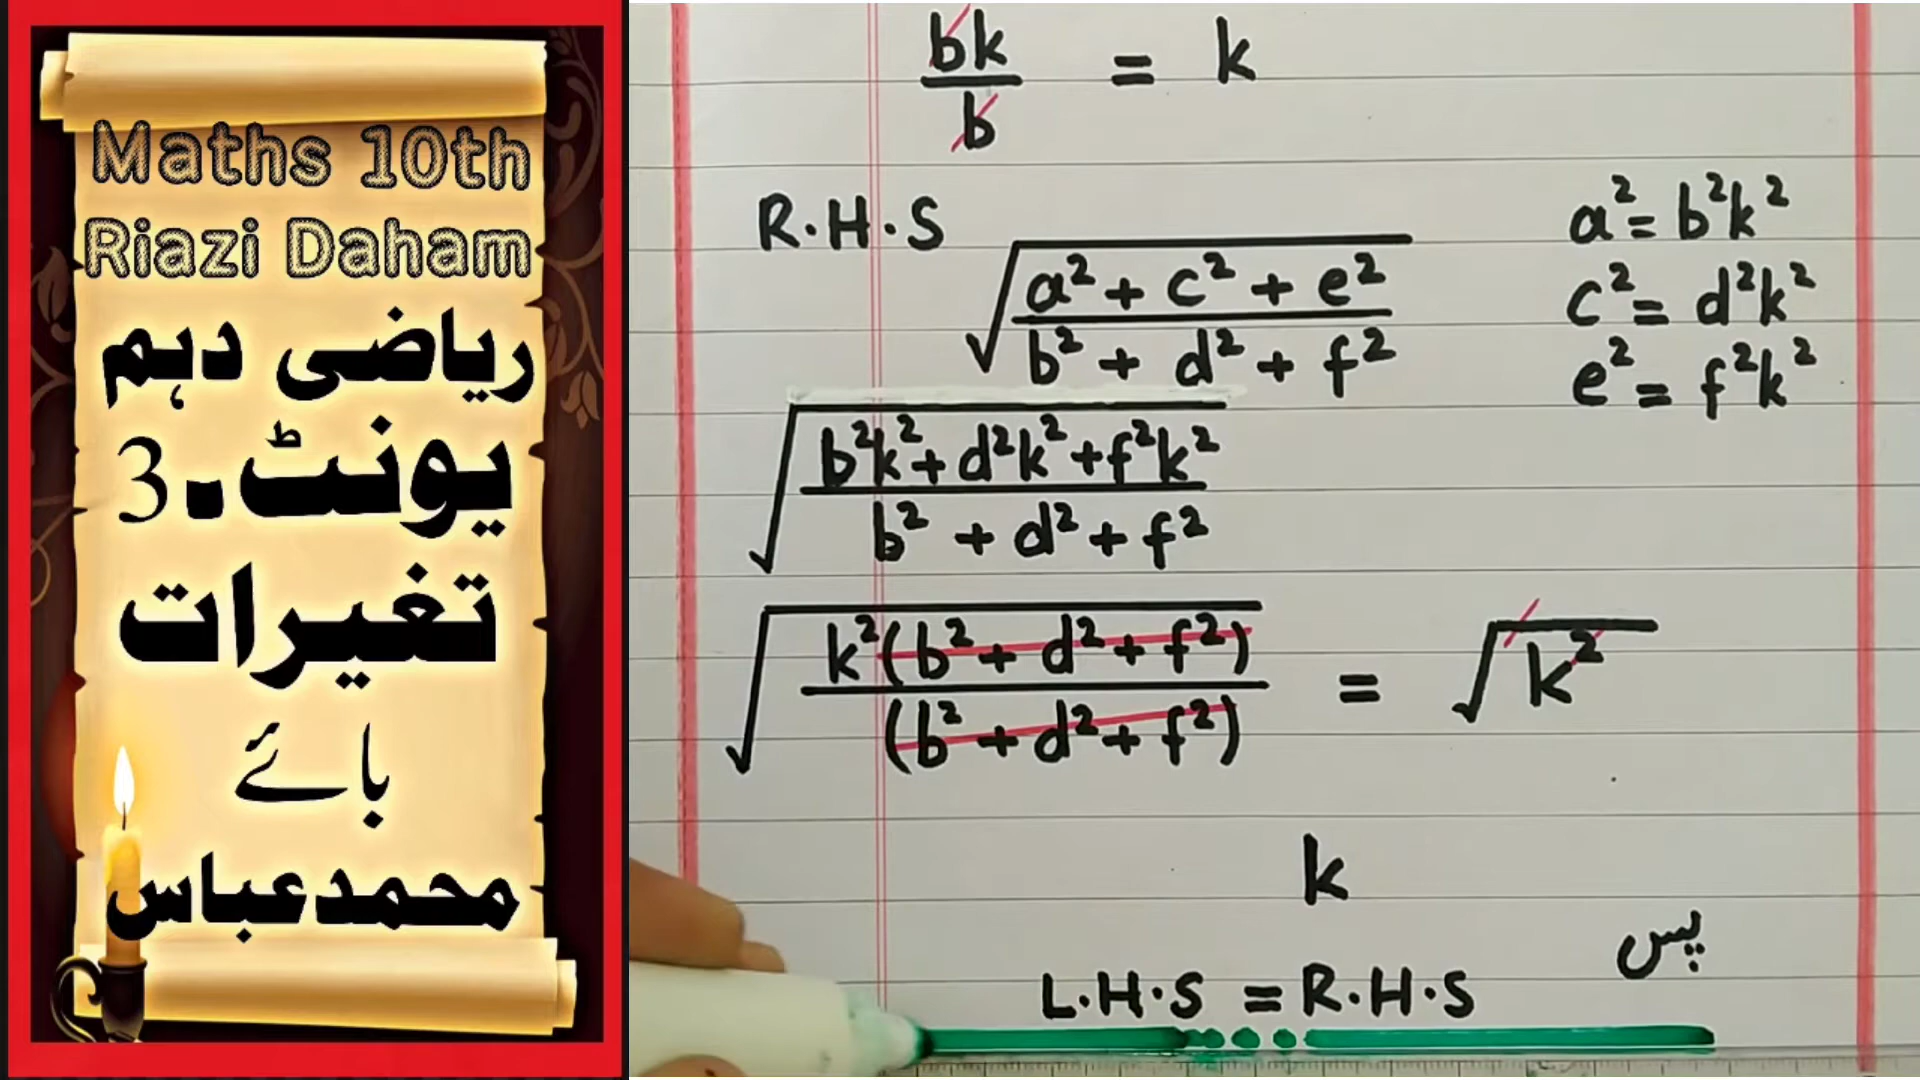 Maths 10th
Riazi Daham
ریاضی دہم
یونٹ.3
تغیرات
بائے
محمدعباس
bk/b = k
R.H.S
√((a² + c² + e²)/(b² + d² + f²))
a² = b²k²
c² = d²k²
e² = f²k²
√((b²k² + d²k² + f²k²)/(b² + d² + f²))
√((k²(b² + d² + f²))/((b² + d² + f²))) = √k²
k
پس
L.H.S = R.H.S